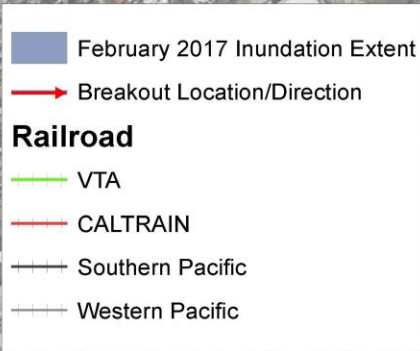 February 2017 Inundation Extent
Breakout Location/Direction
Railroad
VTA
CALTRAIN
Southern Pacific
Western Pacific